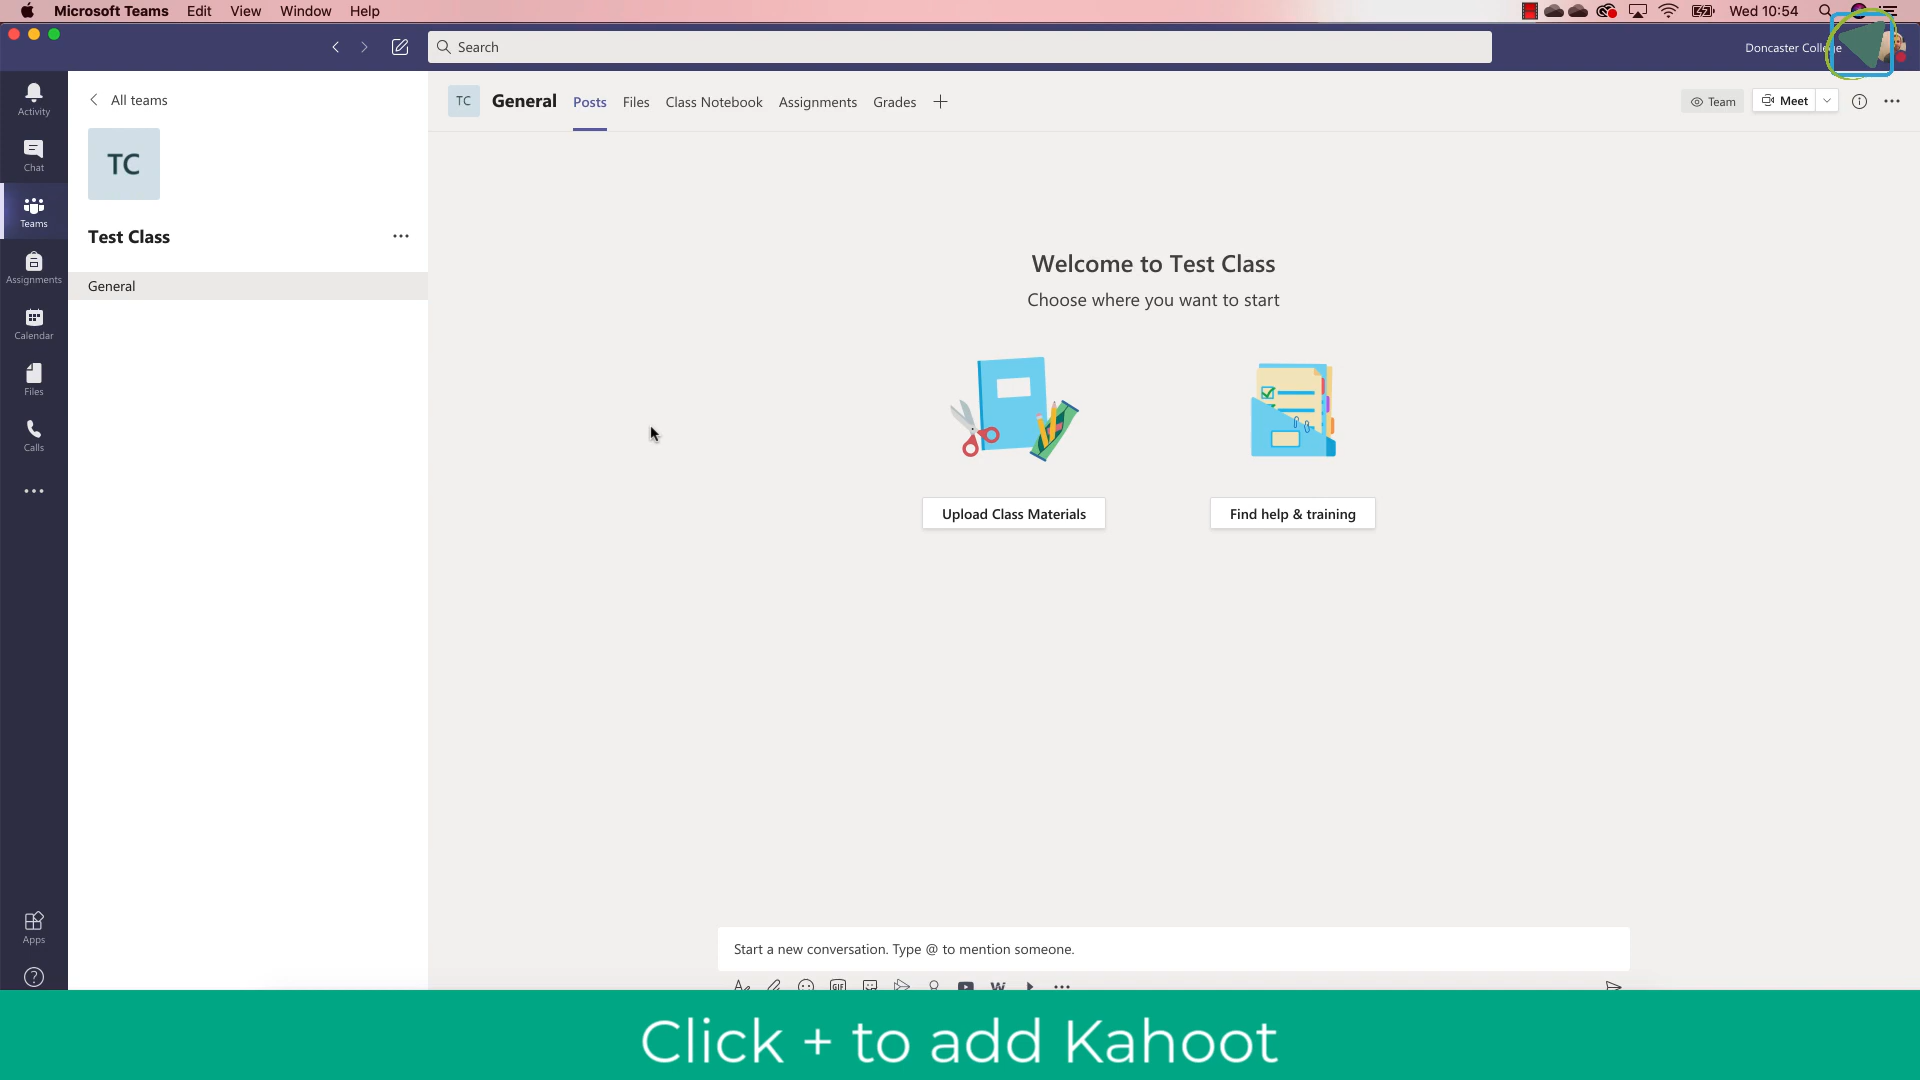 Microsoft Teams Edit View Window Help
Wed 10:54
Search
Activity
All teams
TC General Posts Files Class Notebook Assignments Grades
Team Meet
Chat
TC
Teams
Test Class
Assignments
General
Calendar
Files
Calls
Apps
Welcome to Test Class
Choose where you want to start
Upload Class Materials
Find help & training
Start a new conversation. Type @ to mention someone.
GIF
Click + to add Kahoot